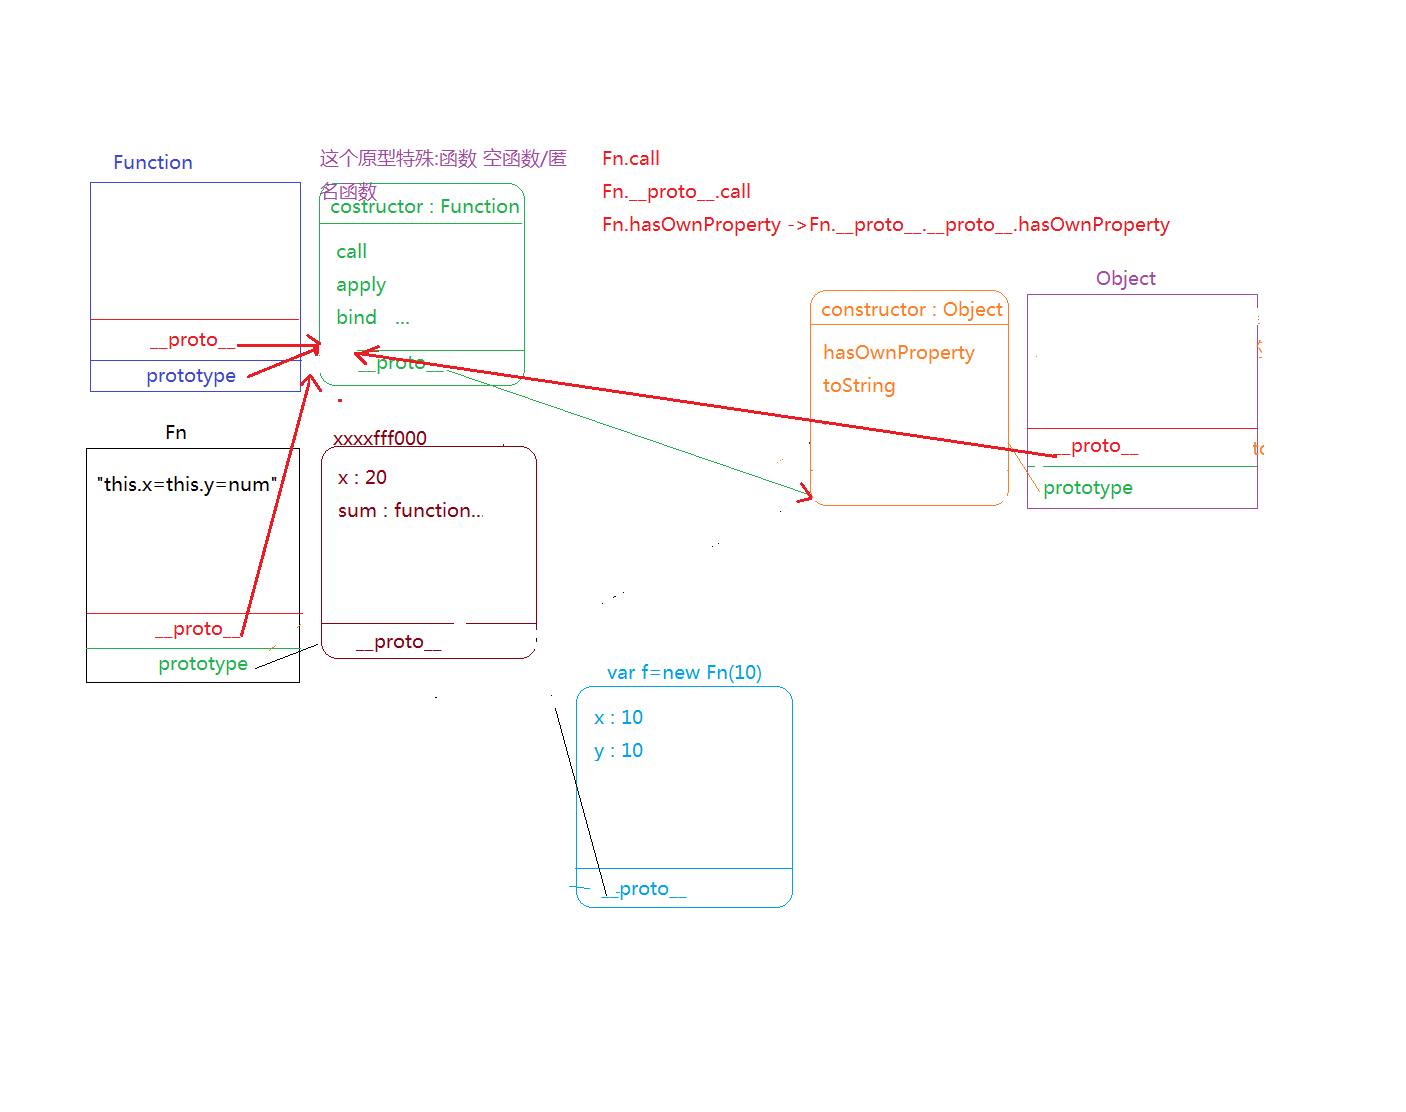 Function
这个原型特殊:函数 空函数/匿
名函数
costructor : Function
call
apply
bind ...
__proto__
__proto__
prototype
Fn.call
Fn.__proto__.call
Fn.hasOwnProperty ->Fn.__proto__.__proto__.hasOwnProperty
Object
constructor : Object
hasOwnProperty
toString
__proto__
prototype
Fn
"this.x=this.y=num"
__proto__
prototype
xxxxfff000
x : 20
sum : function...
__proto__
var f=new Fn(10)
x : 10
y : 10
__proto__